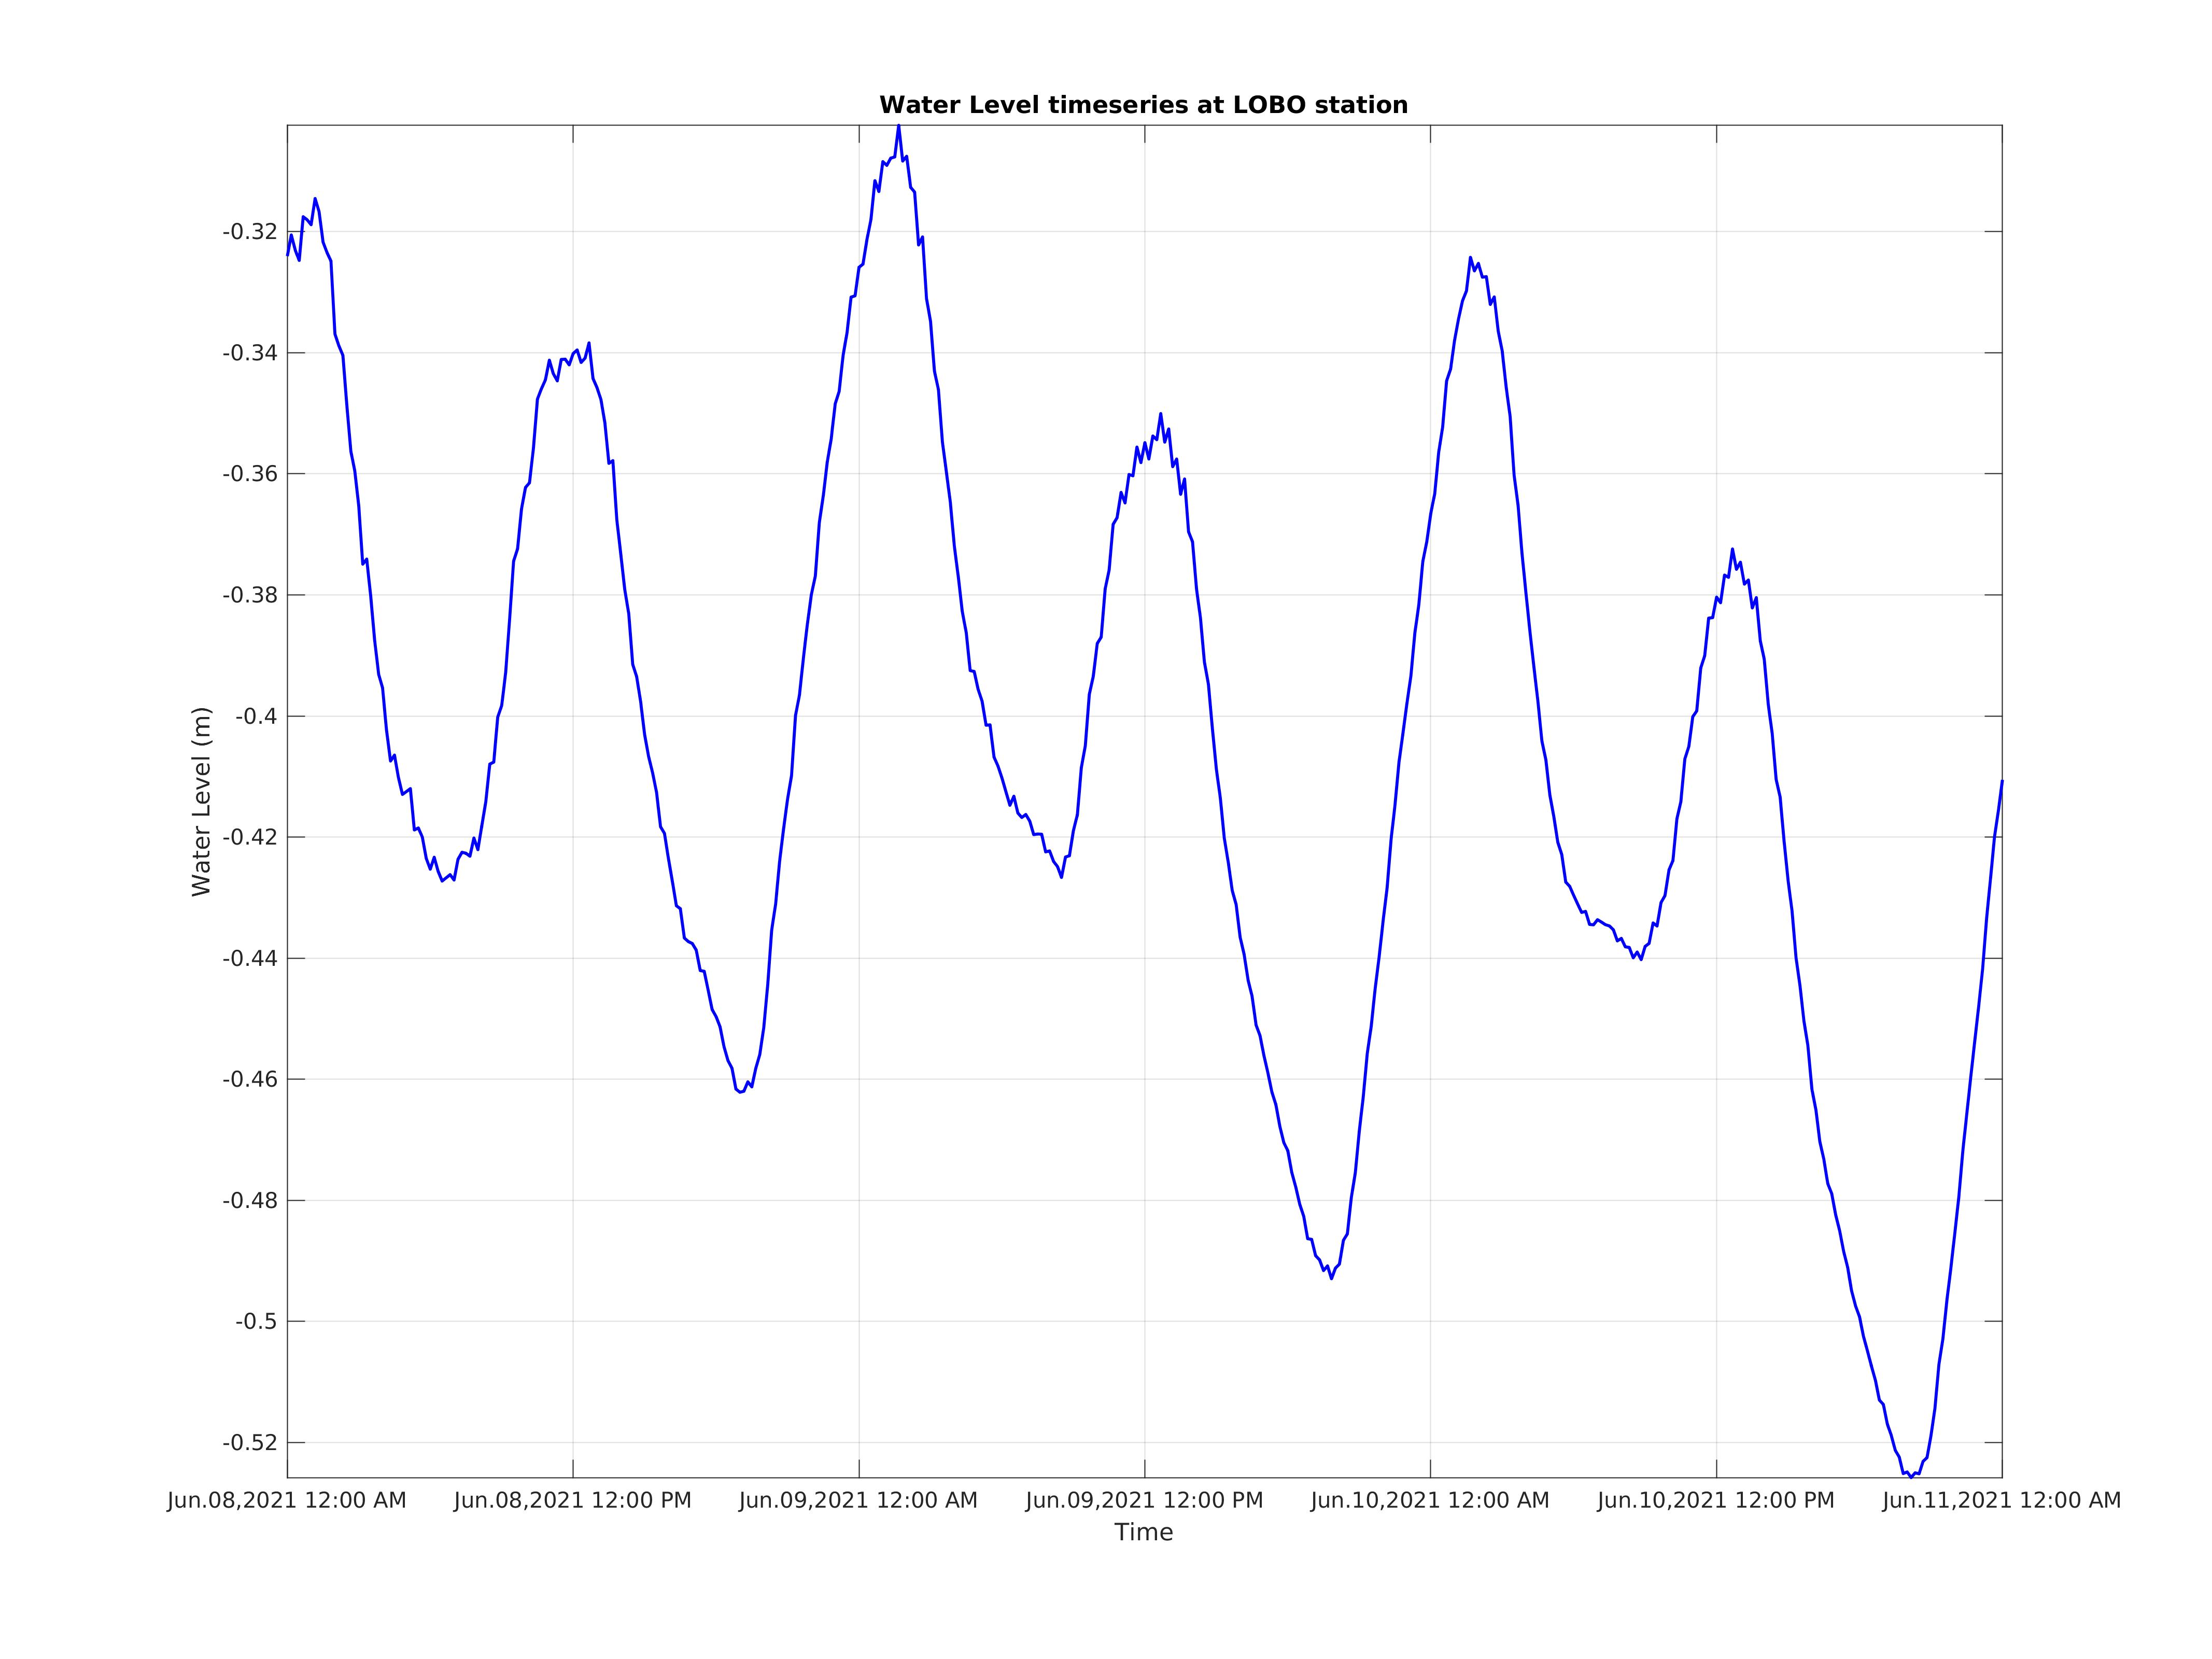 Water Level timeseries at LOBO station
-0.32
-0.34
-0.36
-0.38
-0.4
-0.42
-0.44
-0.46
-0.48
-0.5
-0.52
Water Level (m)
Jun.08,2021 12:00 AM
Jun.08,2021 12:00 PM
Jun.09,2021 12:00 AM
Jun.09,2021 12:00 PM
Jun.10,2021 12:00 AM
Jun.10,2021 12:00 PM
Jun.11,2021 12:00 AM
Time